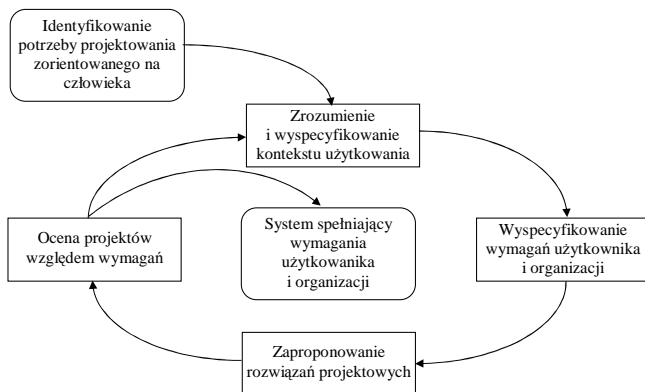 Identyfikowanie
potrzeby projektowania
zorientowanego na
człowieka
Zrozumienie
i wyspecyfikowanie
kontekstu użytkowania
Ocena projektów
względem wymagań
System spełniający
wymagania
użytkowanika
i organizacji
Wyspecyfikowanie
wymagań użytkownika
i organizacji
Zaproponowanie
rozwiązań projektowych